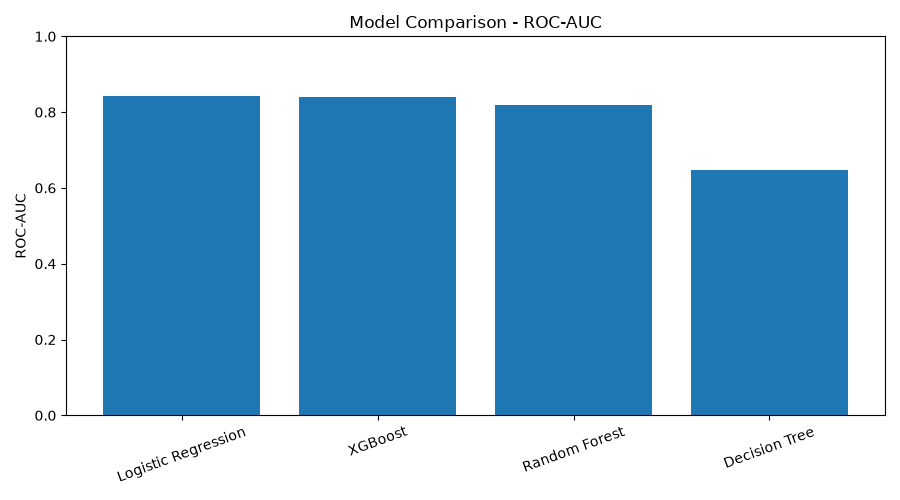 Model Comparison - ROC-AUC
ROC-AUC
1.0
0.8
0.6
0.4
0.2
0.0
Logistic Regression
XGBoost
Random Forest
Decision Tree